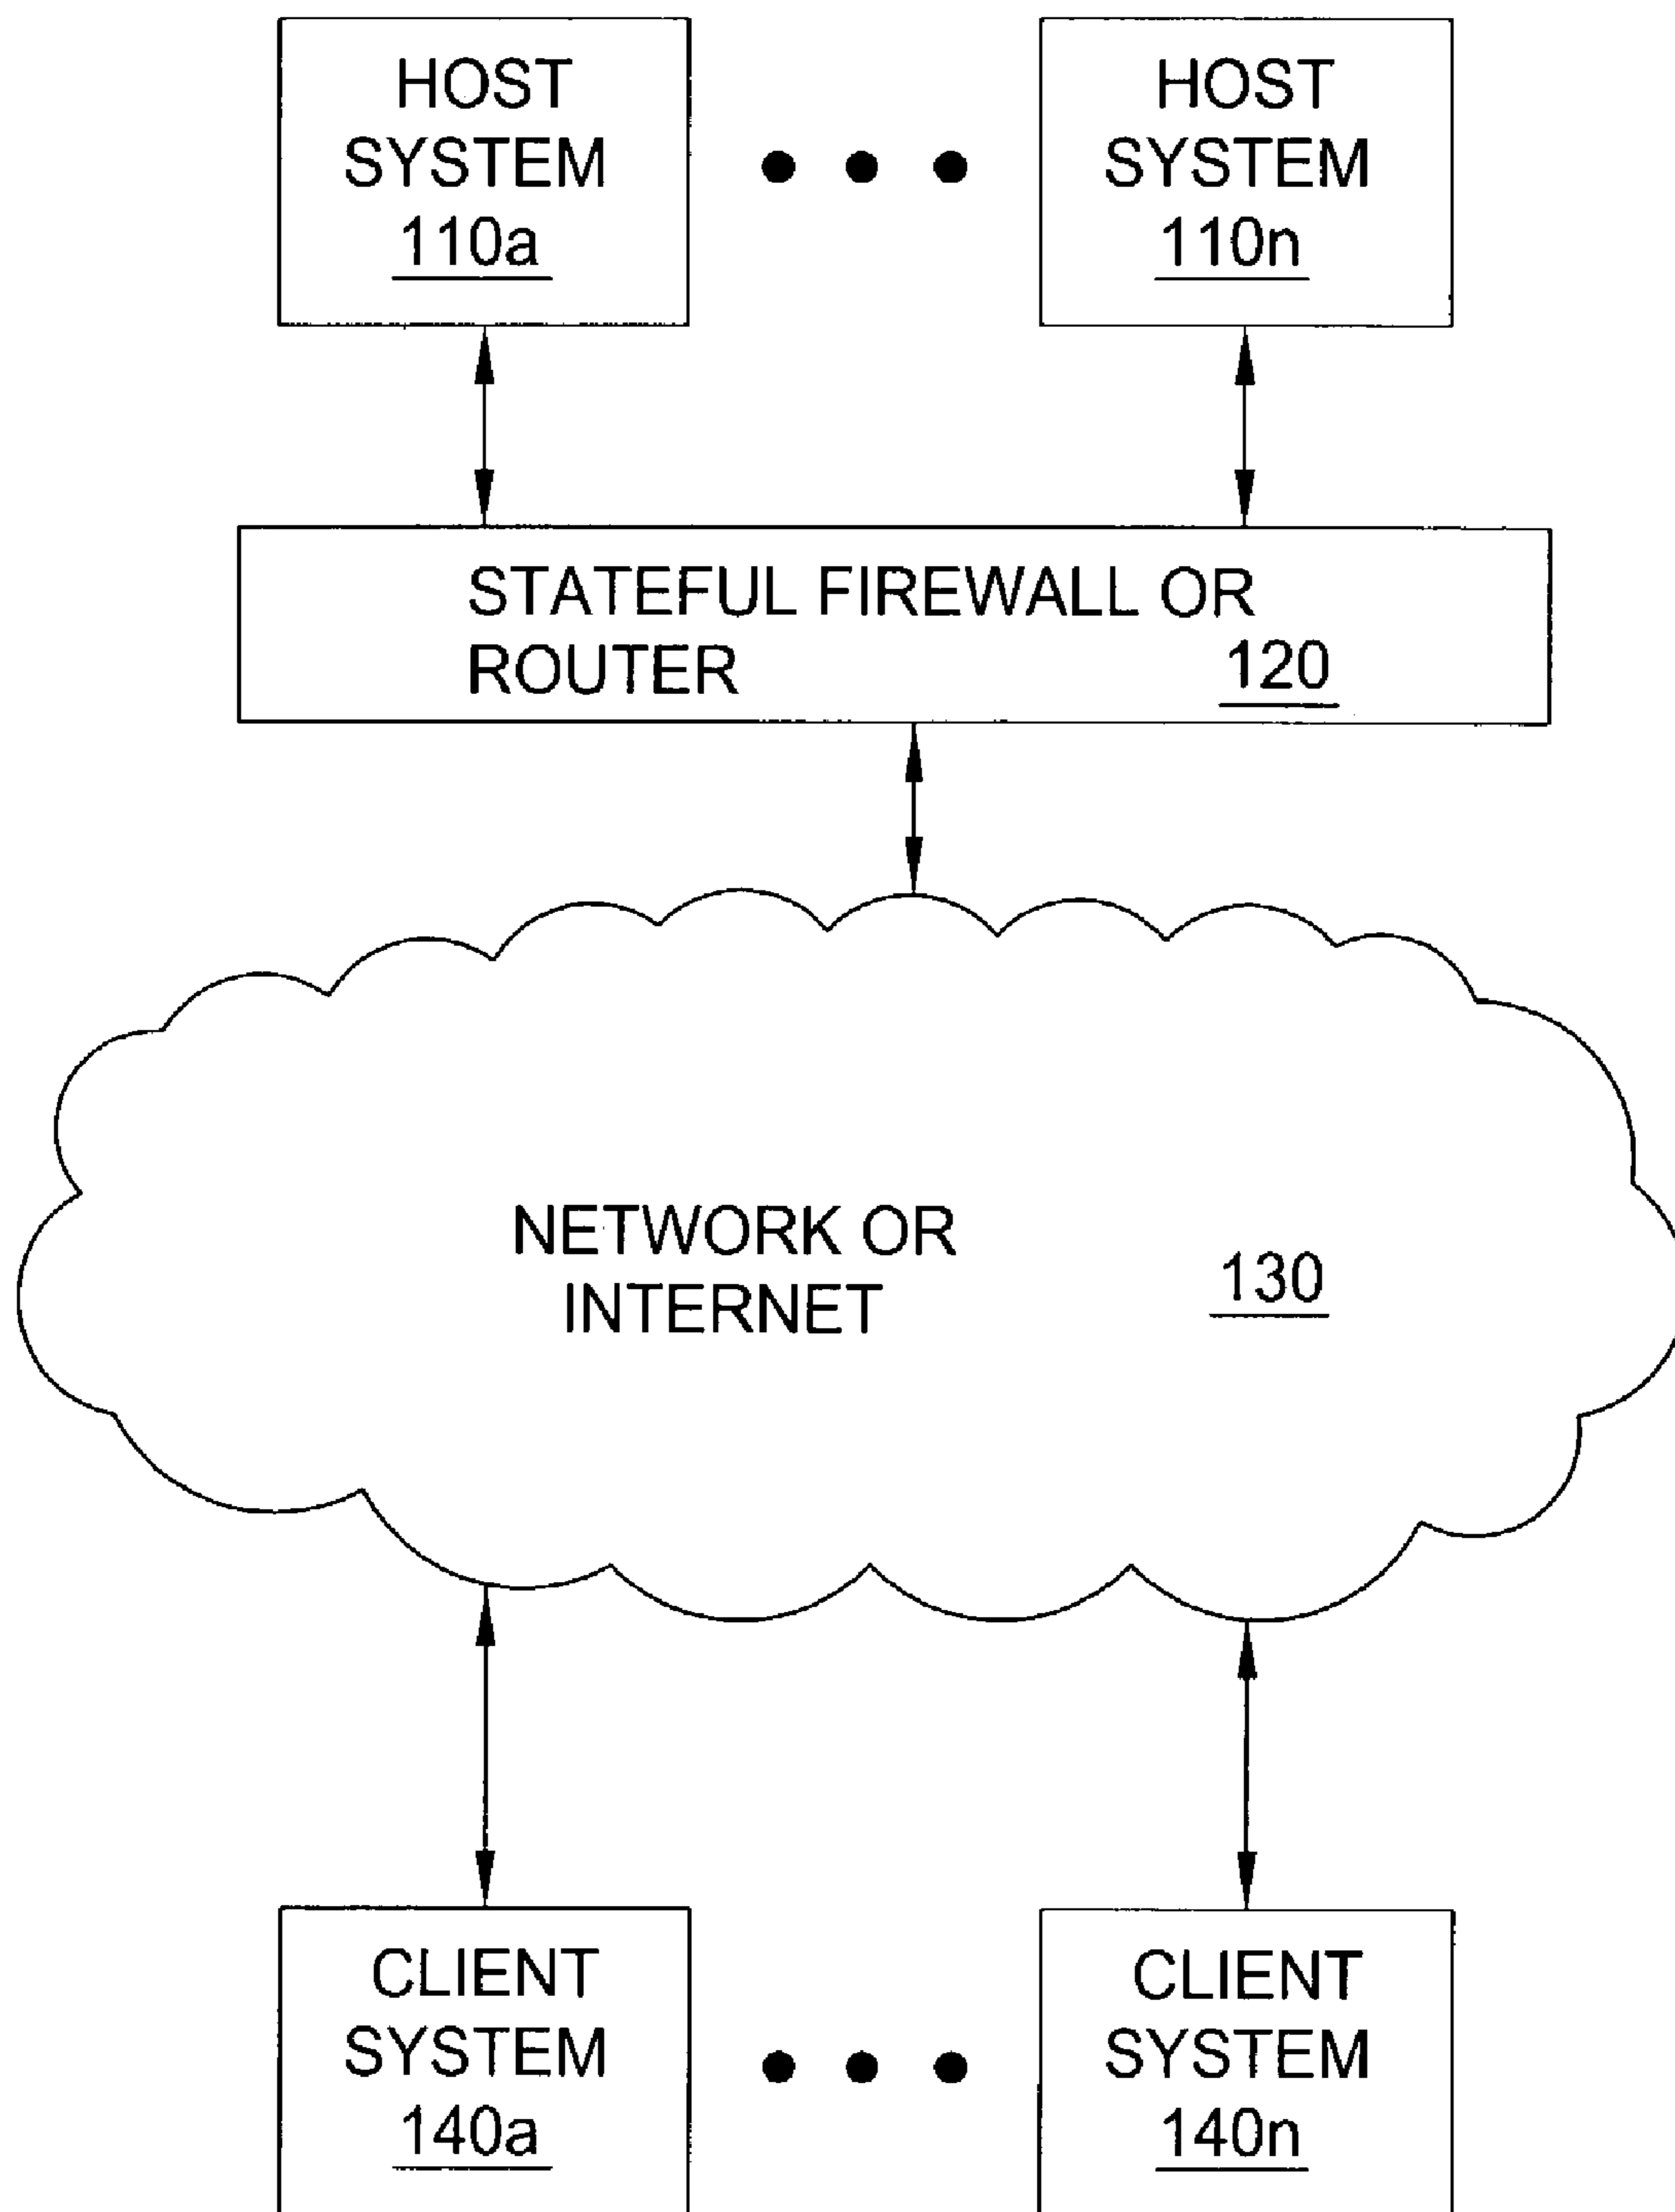 HOST
SYSTEM
110a
HOST
SYSTEM
110n
STATEFUL FIREWALL OR
ROUTER
120
NETWORK OR
INTERNET
130
CLIENT
SYSTEM
140a
CLIENT
SYSTEM
140n